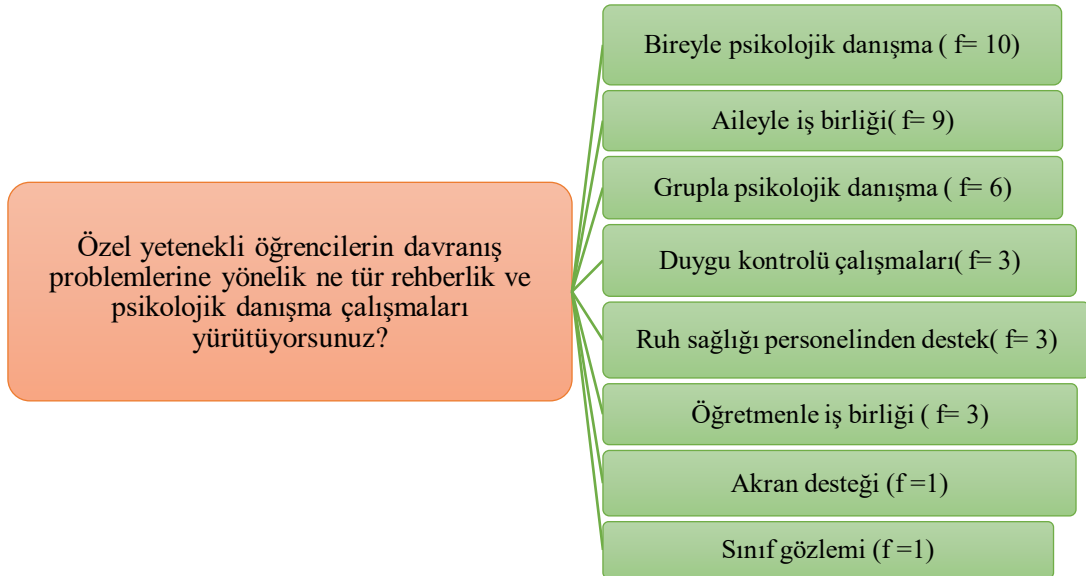 Özel yetenekli öğrencilerin davranış
problemlerine yönelik ne tür rehberlik ve
psikolojik danışma çalışmaları
yürütüyorsunuz?
Bireyle psikolojik danışma ( f= 10)
Aileyle iş birliği( f= 9)
Grupla psikolojik danışma ( f= 6)
Duygu kontrolü çalışmaları( f= 3)
Ruh sağlığı personelinden destek( f= 3)
Öğretmenle iş birliği ( f= 3)
Akran desteği (f =1)
Sınıf gözlemi (f =1)